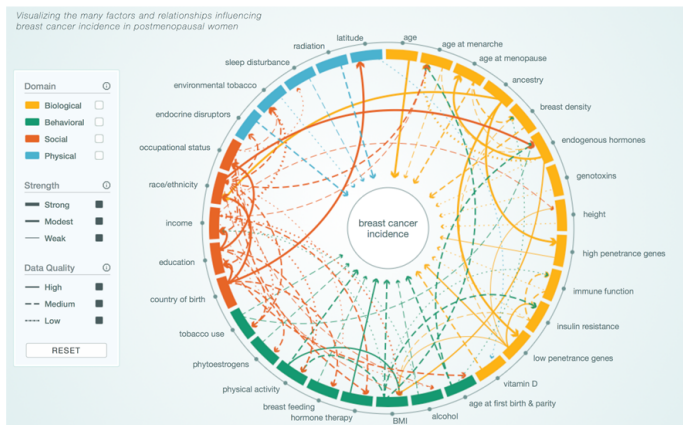 Visualizing the many factors and relationships influencing
breast cancer incidence in postmenopausal women
Domain
Biological
Behavioral
Social
Physical
Strength
Strong
Modest
Weak
Data Quality
High
Medium
Low
RESET
latitude
radiation
sleep disturbance
environmental tobacco
endocrine disruptors
occupational status
race/ethnicity
income
education
country of birth
tobacco use
phytoestrogens
physical activity
breast feeding
hormone therapy
BMI
alcohol
age at first birth & parity
vitamin D
low penetrance genes
insulin resistance
immune function
high penetrance genes
height
genotoxins
endogenous hormones
breast density
ancestry
age at menopause
age at menarche
age
breast cancer
incidence